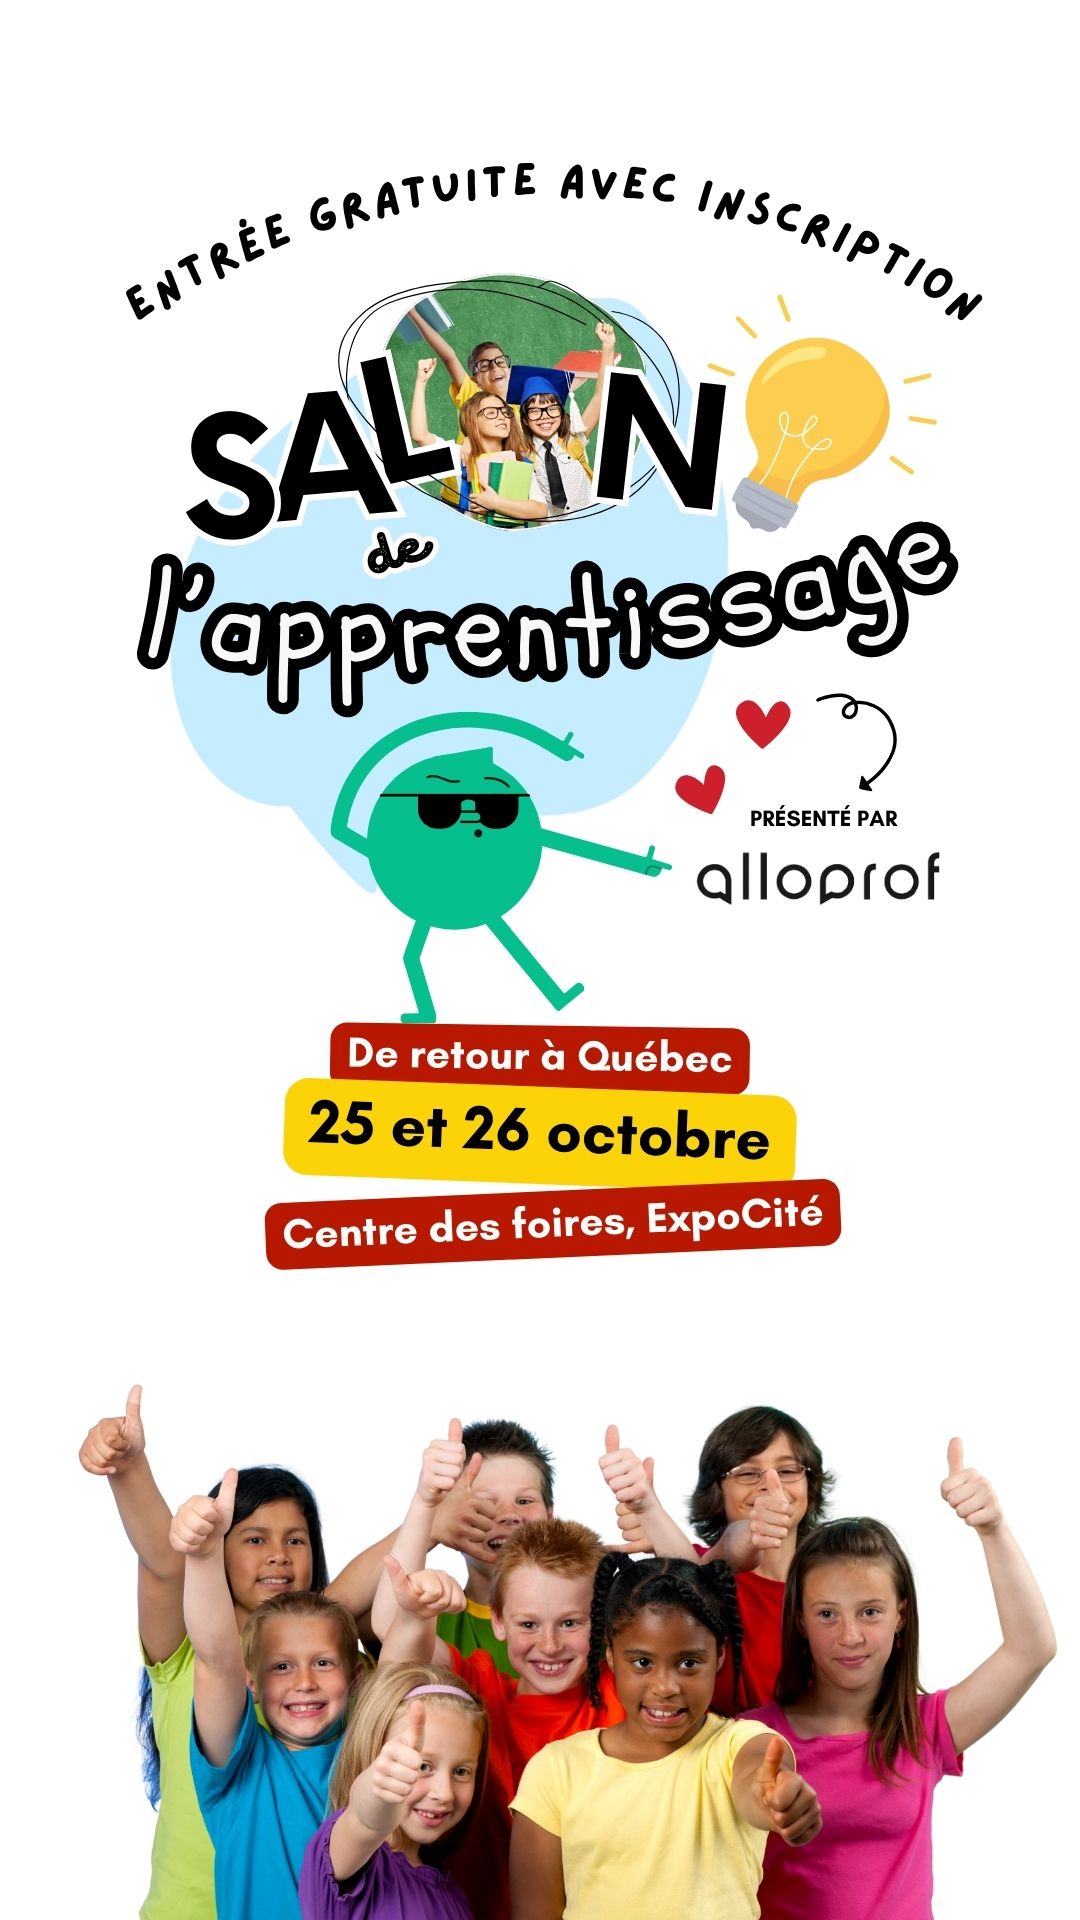 ENTRÉE GRATUITE AVEC INSCRIPTION
SALON
de
l'apprentissage
PRÉSENTÉ PAR
alloprof
De retour à Québec
25 et 26 octobre
Centre des foires, ExpoCité